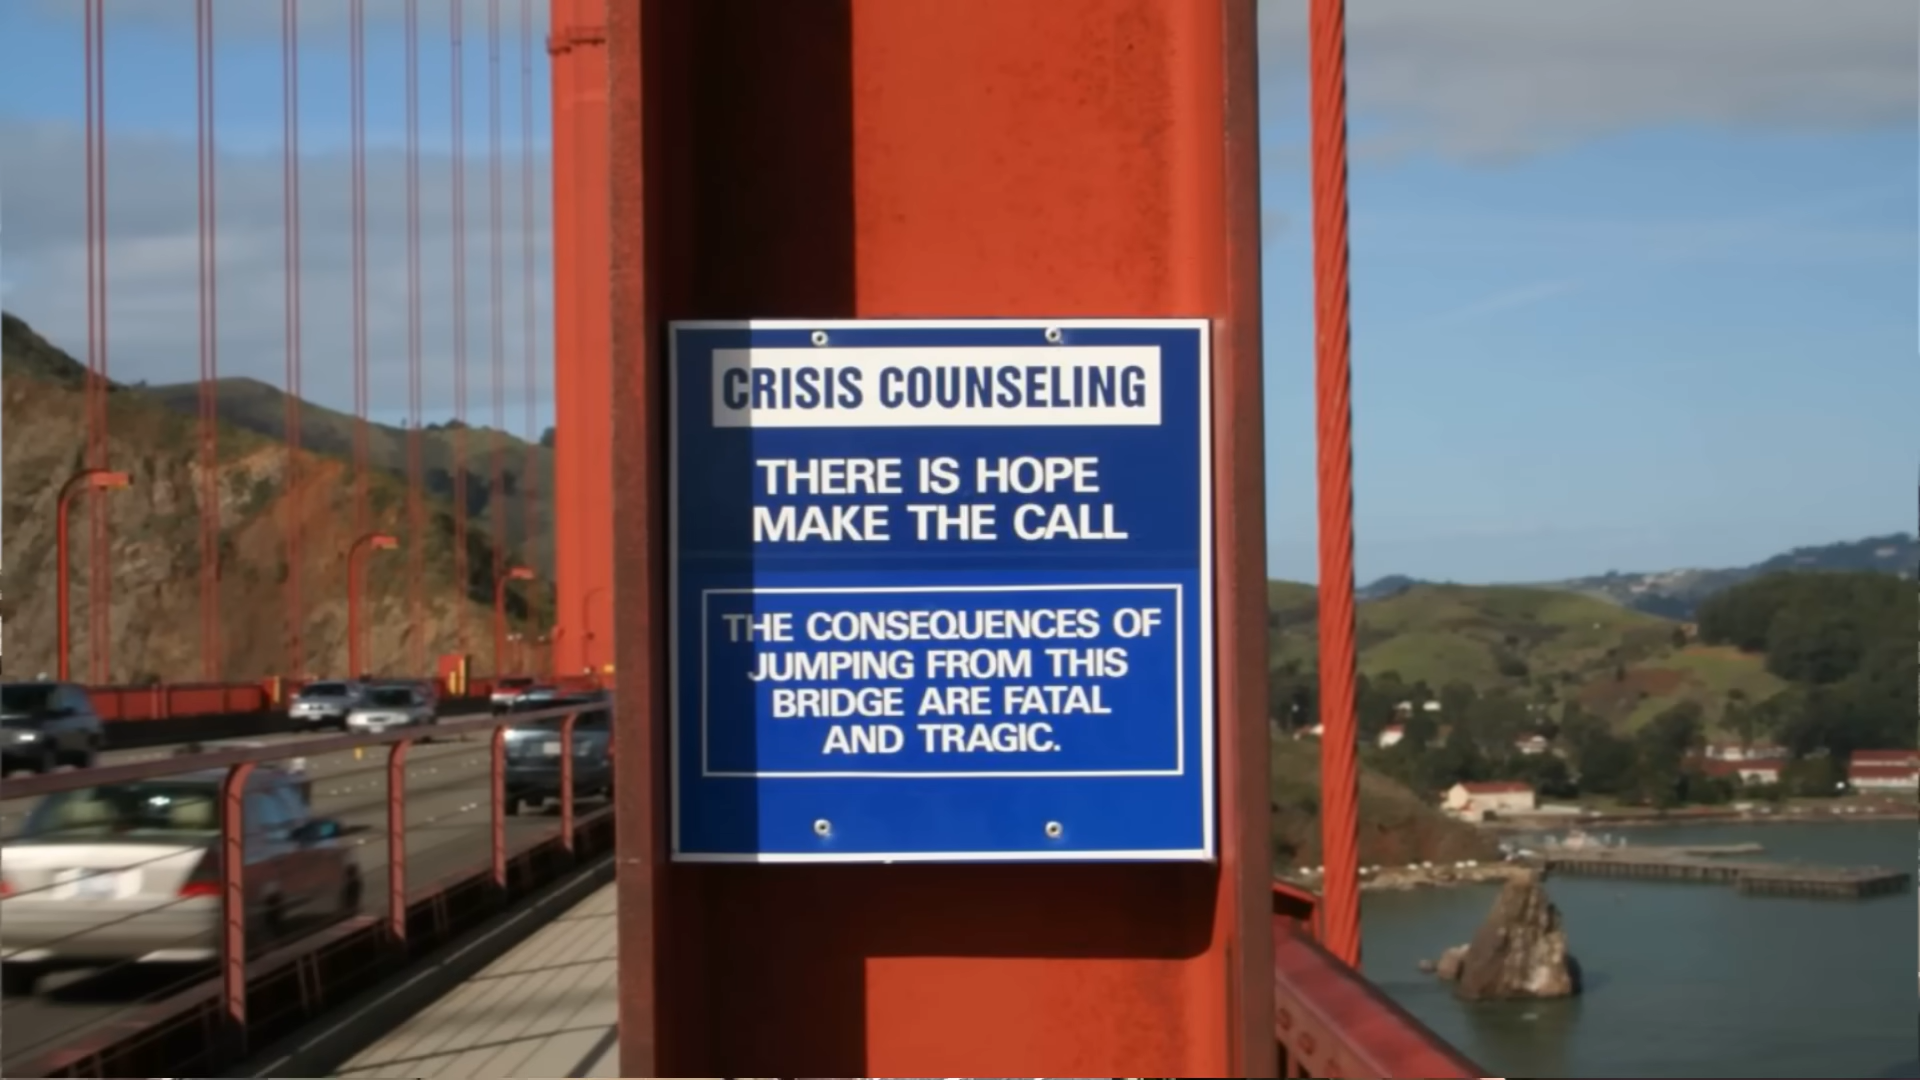 CRISIS COUNSELING
THERE IS HOPE
MAKE THE CALL
THE CONSEQUENCES OF
JUMPING FROM THIS
BRIDGE ARE FATAL
AND TRAGIC.